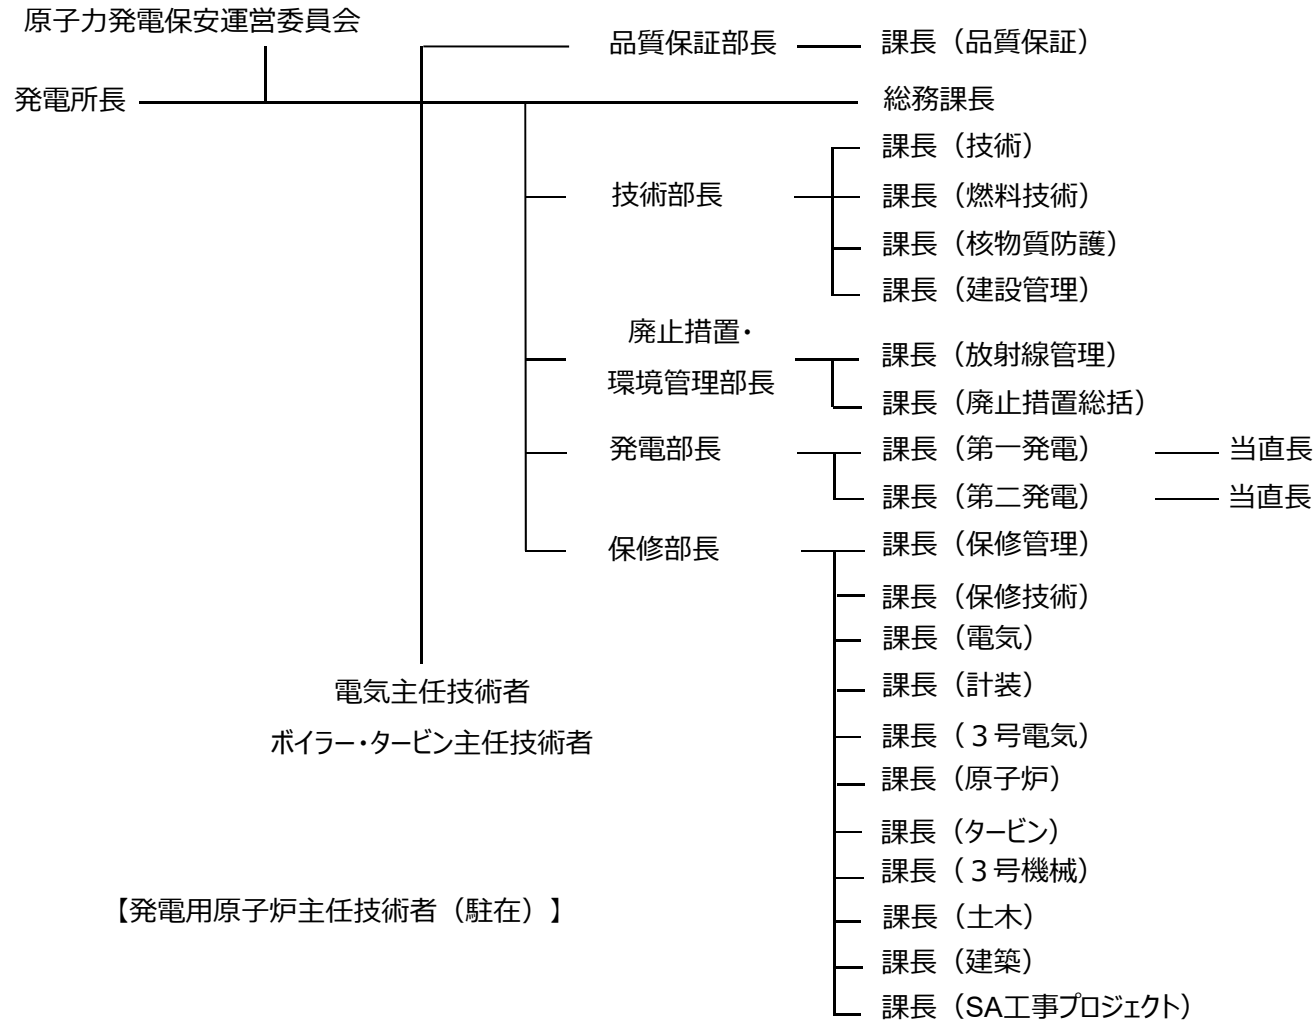 原子力発電保安運営委員会
品質保証部長
課長（品質保証）
発電所長
総務課長
技術部長
課長（技術）
課長（燃料技術）
課長（核物質防護）
課長（建設管理）
廃止措置・
環境管理部長
課長（放射線管理）
課長（廃止措置総括）
発電部長
課長（第一発電）
当直長
課長（第二発電）
当直長
保修部長
課長（保修管理）
課長（保修技術）
課長（電気）
課長（計装）
課長（３号電気）
課長（原子炉）
課長（タービン）
課長（３号機械）
課長（土木）
課長（建築）
課長（SA工事プロジェクト）
電気主任技術者
ボイラー・タービン主任技術者
【発電用原子炉主任技術者（駐在）】